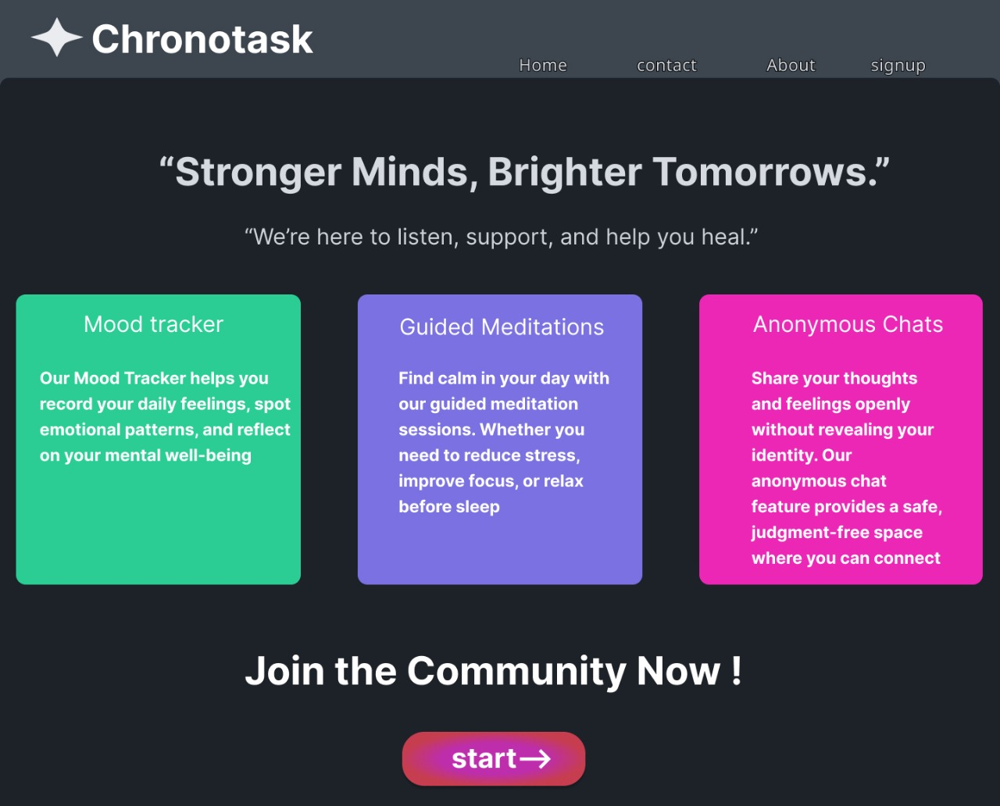 Chronotask
Home contact About signup
“Stronger Minds, Brighter Tomorrows.”
“We’re here to listen, support, and help you heal.”
Mood tracker
Our Mood Tracker helps you
record your daily feelings, spot
emotional patterns, and reflect
on your mental well-being
Guided Meditations
Find calm in your day with
our guided meditation
sessions. Whether you
need to reduce stress,
improve focus, or relax
before sleep
Anonymous Chats
Share your thoughts
and feelings openly
without revealing your
identity. Our
anonymous chat
feature provides a safe,
judgment-free space
where you can connect
Join the Community Now !
start→